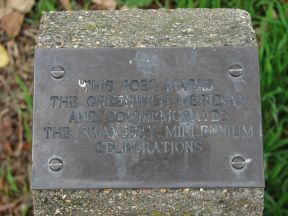 THIS POST MARKS
THE GREENWICH MERIDIAN
AND COMMEMORATES
THE SWAVESEY MILLENNIUM
CELEBRATIONS